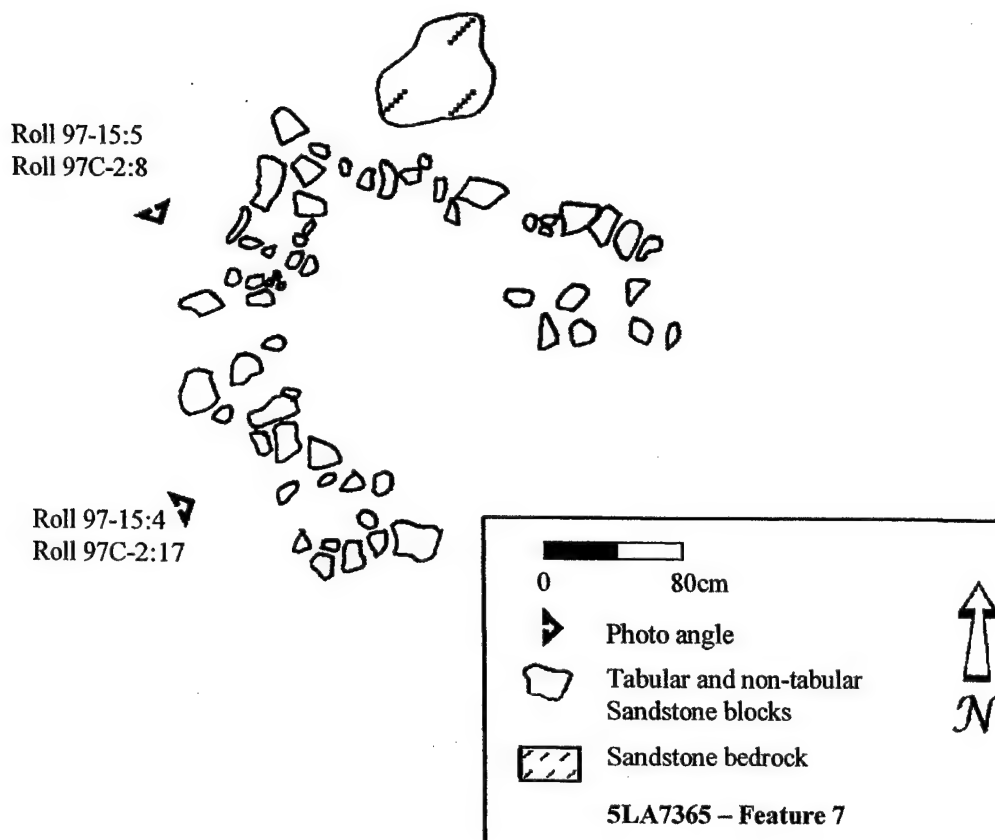 Roll 97-15:5
Roll 97C-2:8
Roll 97-15:4
Roll 97C-2:17
0 80cm
Photo angle
Tabular and non-tabular
Sandstone blocks
Sandstone bedrock
N
5LA7365 – Feature 7